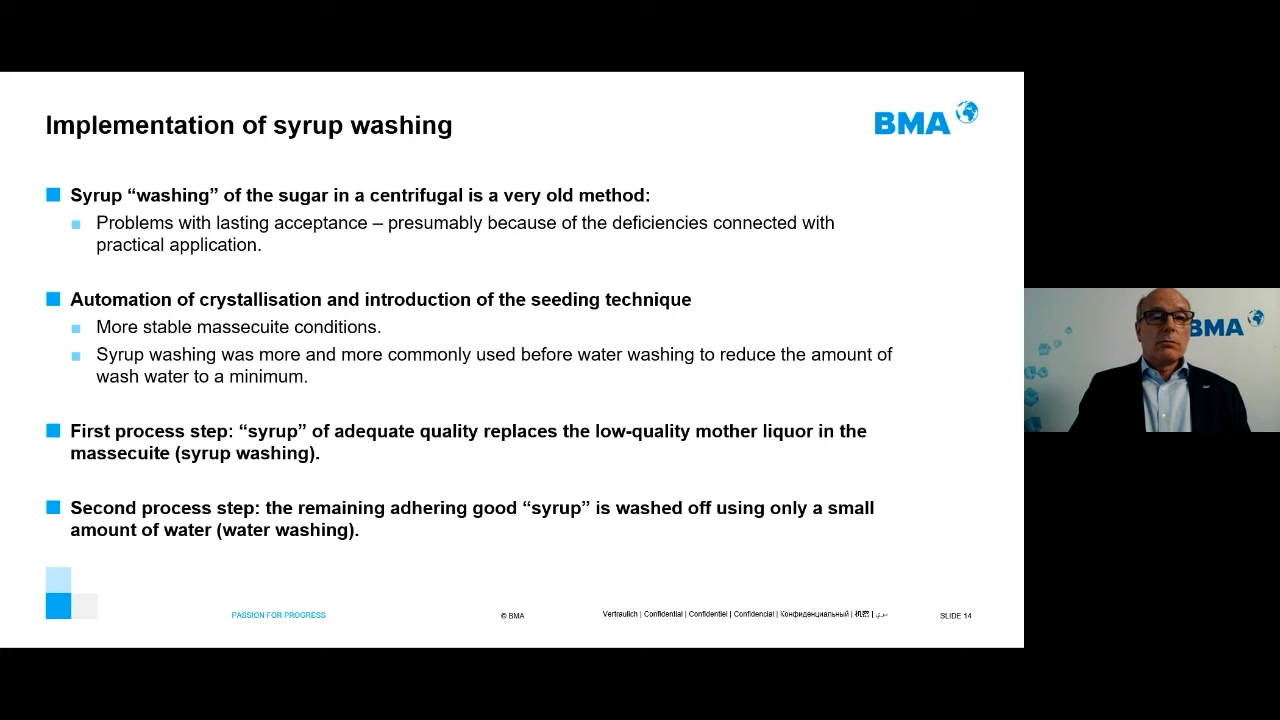 Implementation of syrup washing
BMA
Syrup “washing” of the sugar in a centrifugal is a very old method:
Problems with lasting acceptance – presumably because of the deficiencies connected with
practical application.
Automation of crystallisation and introduction of the seeding technique
More stable massecuite conditions.
Syrup washing was more and more commonly used before water washing to reduce the amount of
wash water to a minimum.
BMA
First process step: “syrup” of adequate quality replaces the low-quality mother liquor in the
massecuite (syrup washing).
Second process step: the remaining adhering good “syrup” is washed off using only a small
amount of water (water washing).
PASSION FOR PROGRESS
© BMA
Vertraulich | Confidential | Confidentiel | Confidencial | Конфиденциальный | 机密 | سري
SLIDE 14